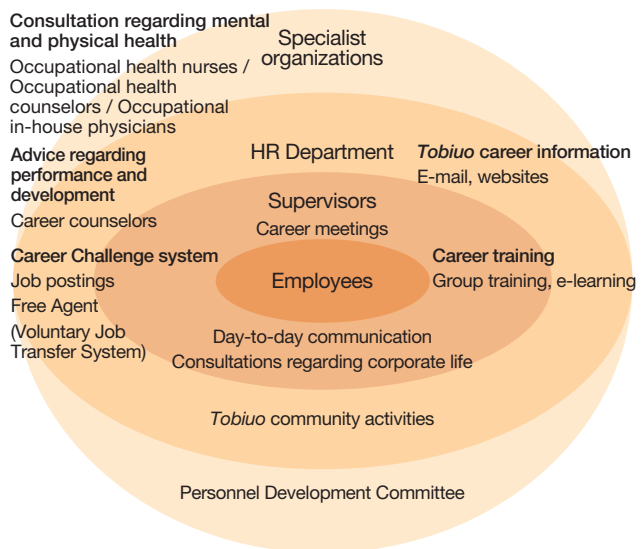 Consultation regarding mental
and physical health
Occupational health nurses /
Occupational health
counselors / Occupational
in-house physicians
Specialist
organizations
Advice regarding
performance and
development
Career counselors
HR Department
Tobiuo career information
E-mail, websites
Supervisors
Career meetings
Career Challenge system
Job postings
Free Agent
(Voluntary Job
Transfer System)
Employees
Career training
Group training, e-learning
Day-to-day communication
Consultations regarding corporate life
Tobiuo community activities
Personnel Development Committee